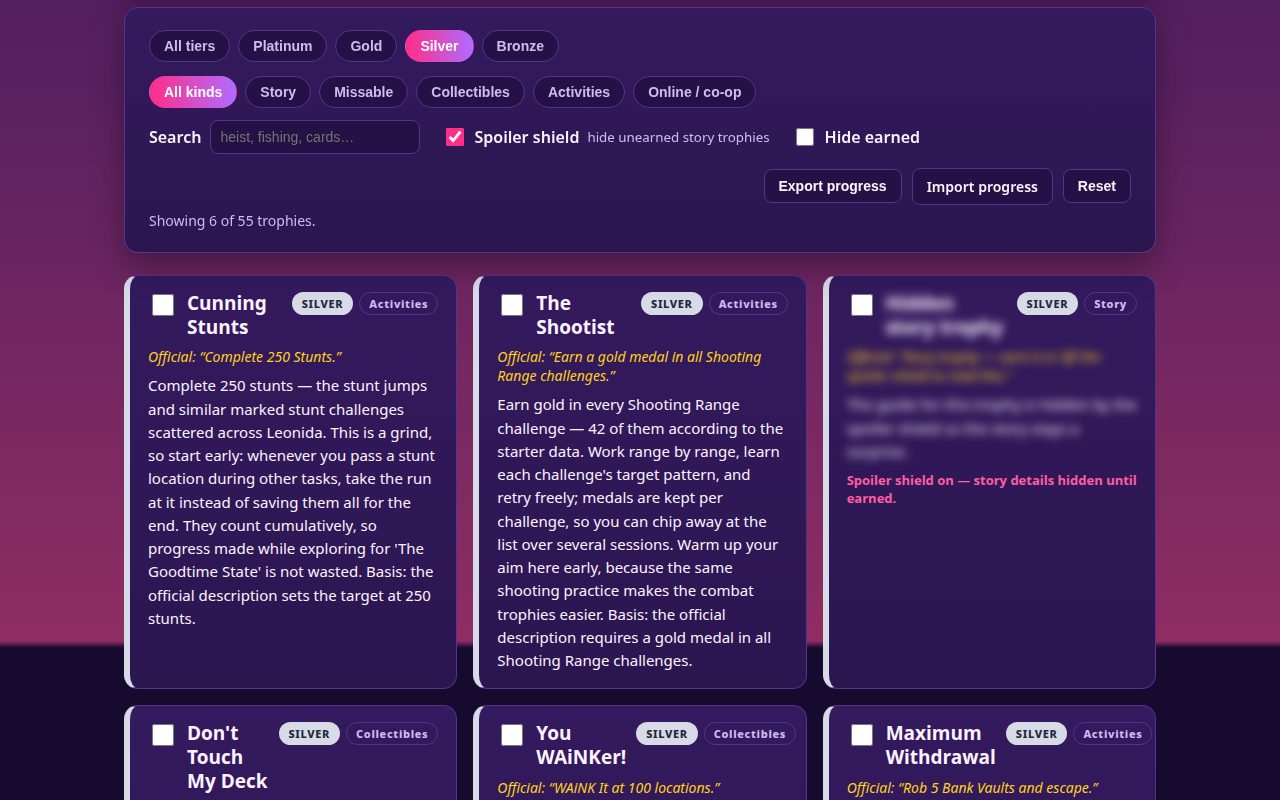 All tiers Platinum Gold Silver Bronze
All kinds Story Missable Collectibles Activities Online / co-op
Search heist, fishing, cards… Spoiler shield hide unearned story trophies Hide earned
Export progress Import progress Reset
Showing 6 of 55 trophies.
Cunning Stunts SILVER Activities
Official: “Complete 250 Stunts.”
Complete 250 stunts — the stunt jumps
and similar marked stunt challenges
scattered across Leonida. This is a grind,
so start early: whenever you pass a stunt
location during other tasks, take the run
at it instead of saving them all for the
end. They count cumulatively, so
progress made while exploring for 'The
Goodtime State' is not wasted. Basis: the
official description sets the target at 250
stunts.
The Shootist SILVER Activities
Official: “Earn a gold medal in all Shooting
Range challenges.”
Earn gold in every Shooting Range
challenge — 42 of them according to the
starter data. Work range by range, learn
each challenge's target pattern, and
retry freely; medals are kept per
challenge, so you can chip away at the
list over several sessions. Warm up your
aim here early, because the same
shooting practice makes the combat
trophies easier. Basis: the official
description requires a gold medal in all
Shooting Range challenges.
Hidden
story trophy
SILVER Story
Spoiler shield on — story details hidden until
earned.
Don't
Touch
My Deck
SILVER Collectibles
You
WAiNKer!
SILVER Collectibles
Official: “WAiNK It at 100 locations.”
Maximum
Withdrawal
SILVER Activities
Official: “Rob 5 Bank Vaults and escape.”